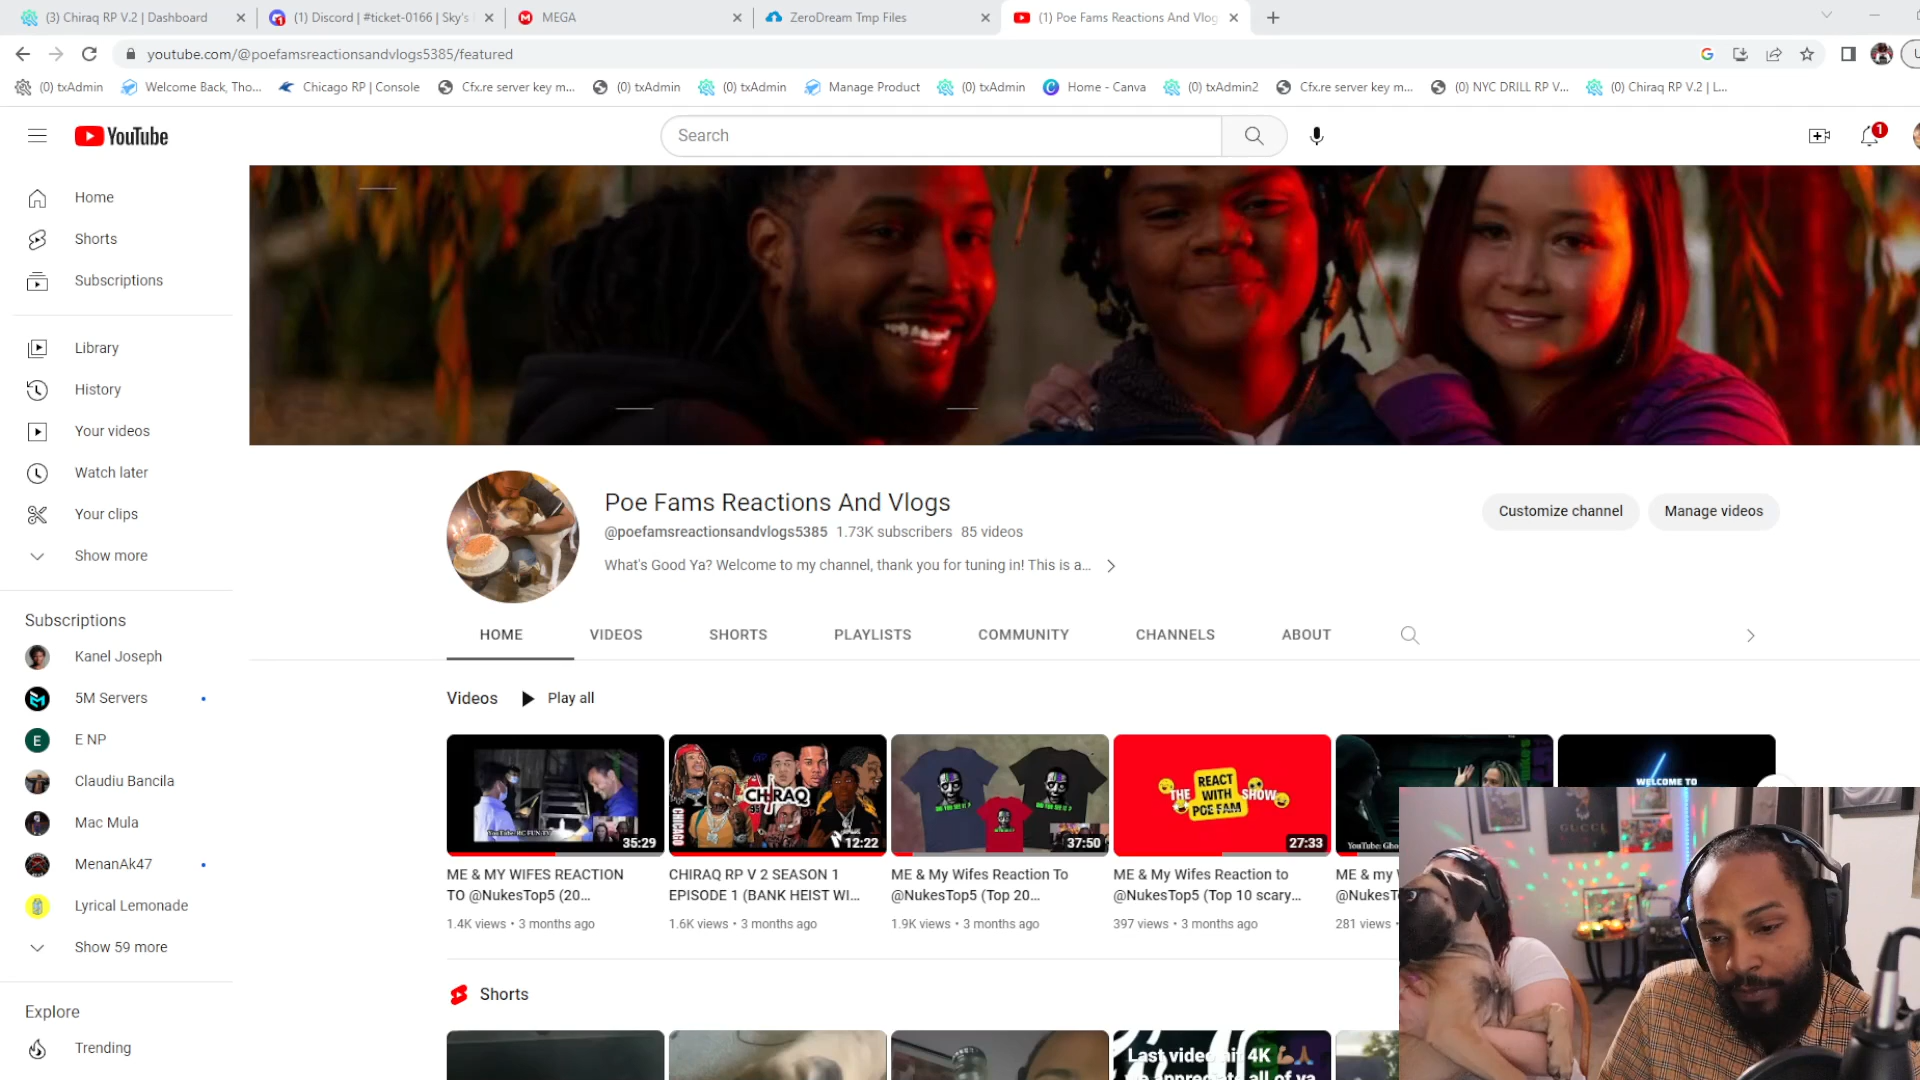 (3) Chiraq RP V.2 | Dashboard
(1) Discord | #ticket-0166 | Sky's
MEGA
ZeroDream Tmp Files
(1) Poe Fams Reactions And Vlog
youtube.com/@poefamsreactionsandvlogs5385/featured
(0) txAdmin
Welcome Back, Tho...
Chicago RP | Console
Cfx.re server key m...
(0) txAdmin
(0) txAdmin
Manage Product
(0) txAdmin
Home - Canva
(0) txAdmin2
Cfx.re server key m...
(0) NYC DRILL RP V...
(0) Chiraq RP V.2 | L...
YouTube
Search
1
Home
Shorts
Subscriptions
Library
History
Your videos
Watch later
Your clips
Show more
Subscriptions
Kanel Joseph
5M Servers
E
E NP
Claudiu Bancila
Mac Mula
MenanAk47
Lyrical Lemonade
Show 59 more
Explore
Trending
Poe Fams Reactions And Vlogs
@poefamsreactionsandvlogs5385 1.73K subscribers 85 videos
What's Good Ya? Welcome to my channel, thank you for tuning in! This is a...
Customize channel
Manage videos
HOME
VIDEOS
SHORTS
PLAYLISTS
COMMUNITY
CHANNELS
ABOUT
Videos
Play all
35:29
CHIRAQ
CHICAGO
12:22
37:50
THE REACT WITH POE FAM SHOW
27:33
WELCOME TO
ME & MY WIFES REACTION
TO @NukesTop5 (20...
1.4K views • 3 months ago
CHIRAQ RP V 2 SEASON 1
EPISODE 1 (BANK HEIST WI...
1.6K views • 3 months ago
ME & My Wifes Reaction To
@NukesTop5 (Top 20...
1.9K views • 3 months ago
ME & My Wifes Reaction to
@NukesTop5 (Top 10 scary...
397 views • 3 months ago
ME & my
@NukesT
281 views •
GUCCI
Shorts
Last video hit 4K
we appreciate all of ya